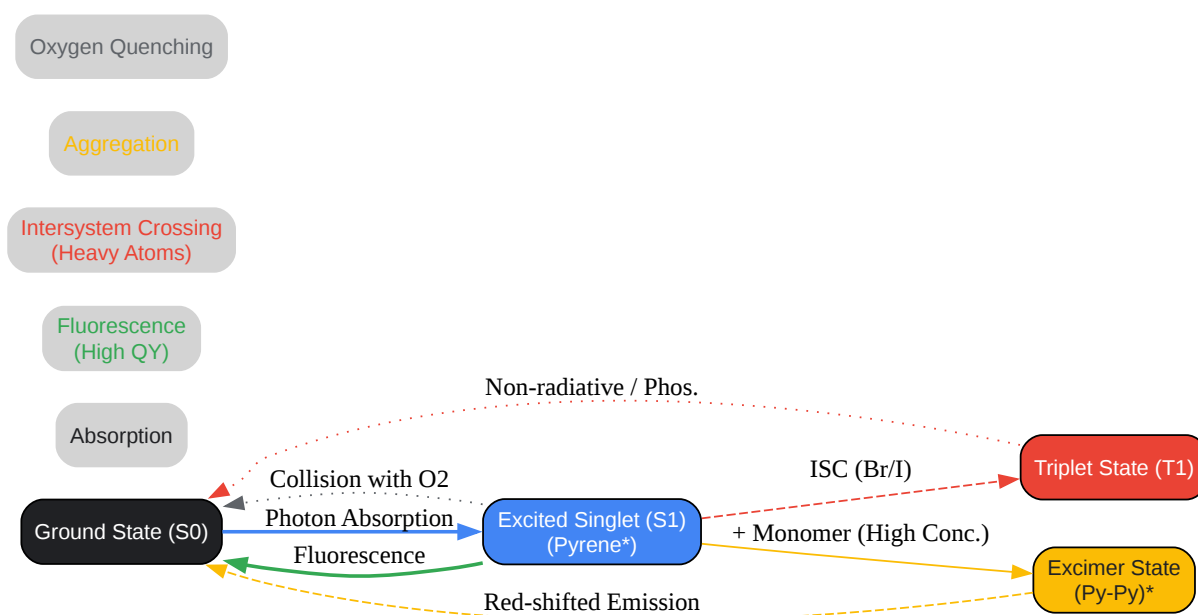 Oxygen Quenching
Aggregation
Intersystem Crossing
(Heavy Atoms)
Fluorescence
(High QY)
Absorption
Non-radiative / Phos.
ISC (Br/I)
Triplet State (T1)
Collision with O2
Photon Absorption
Fluorescence
Ground State (S0)
Excited Singlet (S1)
(Pyrene*)
+ Monomer (High Conc.)
Excimer State
(Py-Py)*
Red-shifted Emission